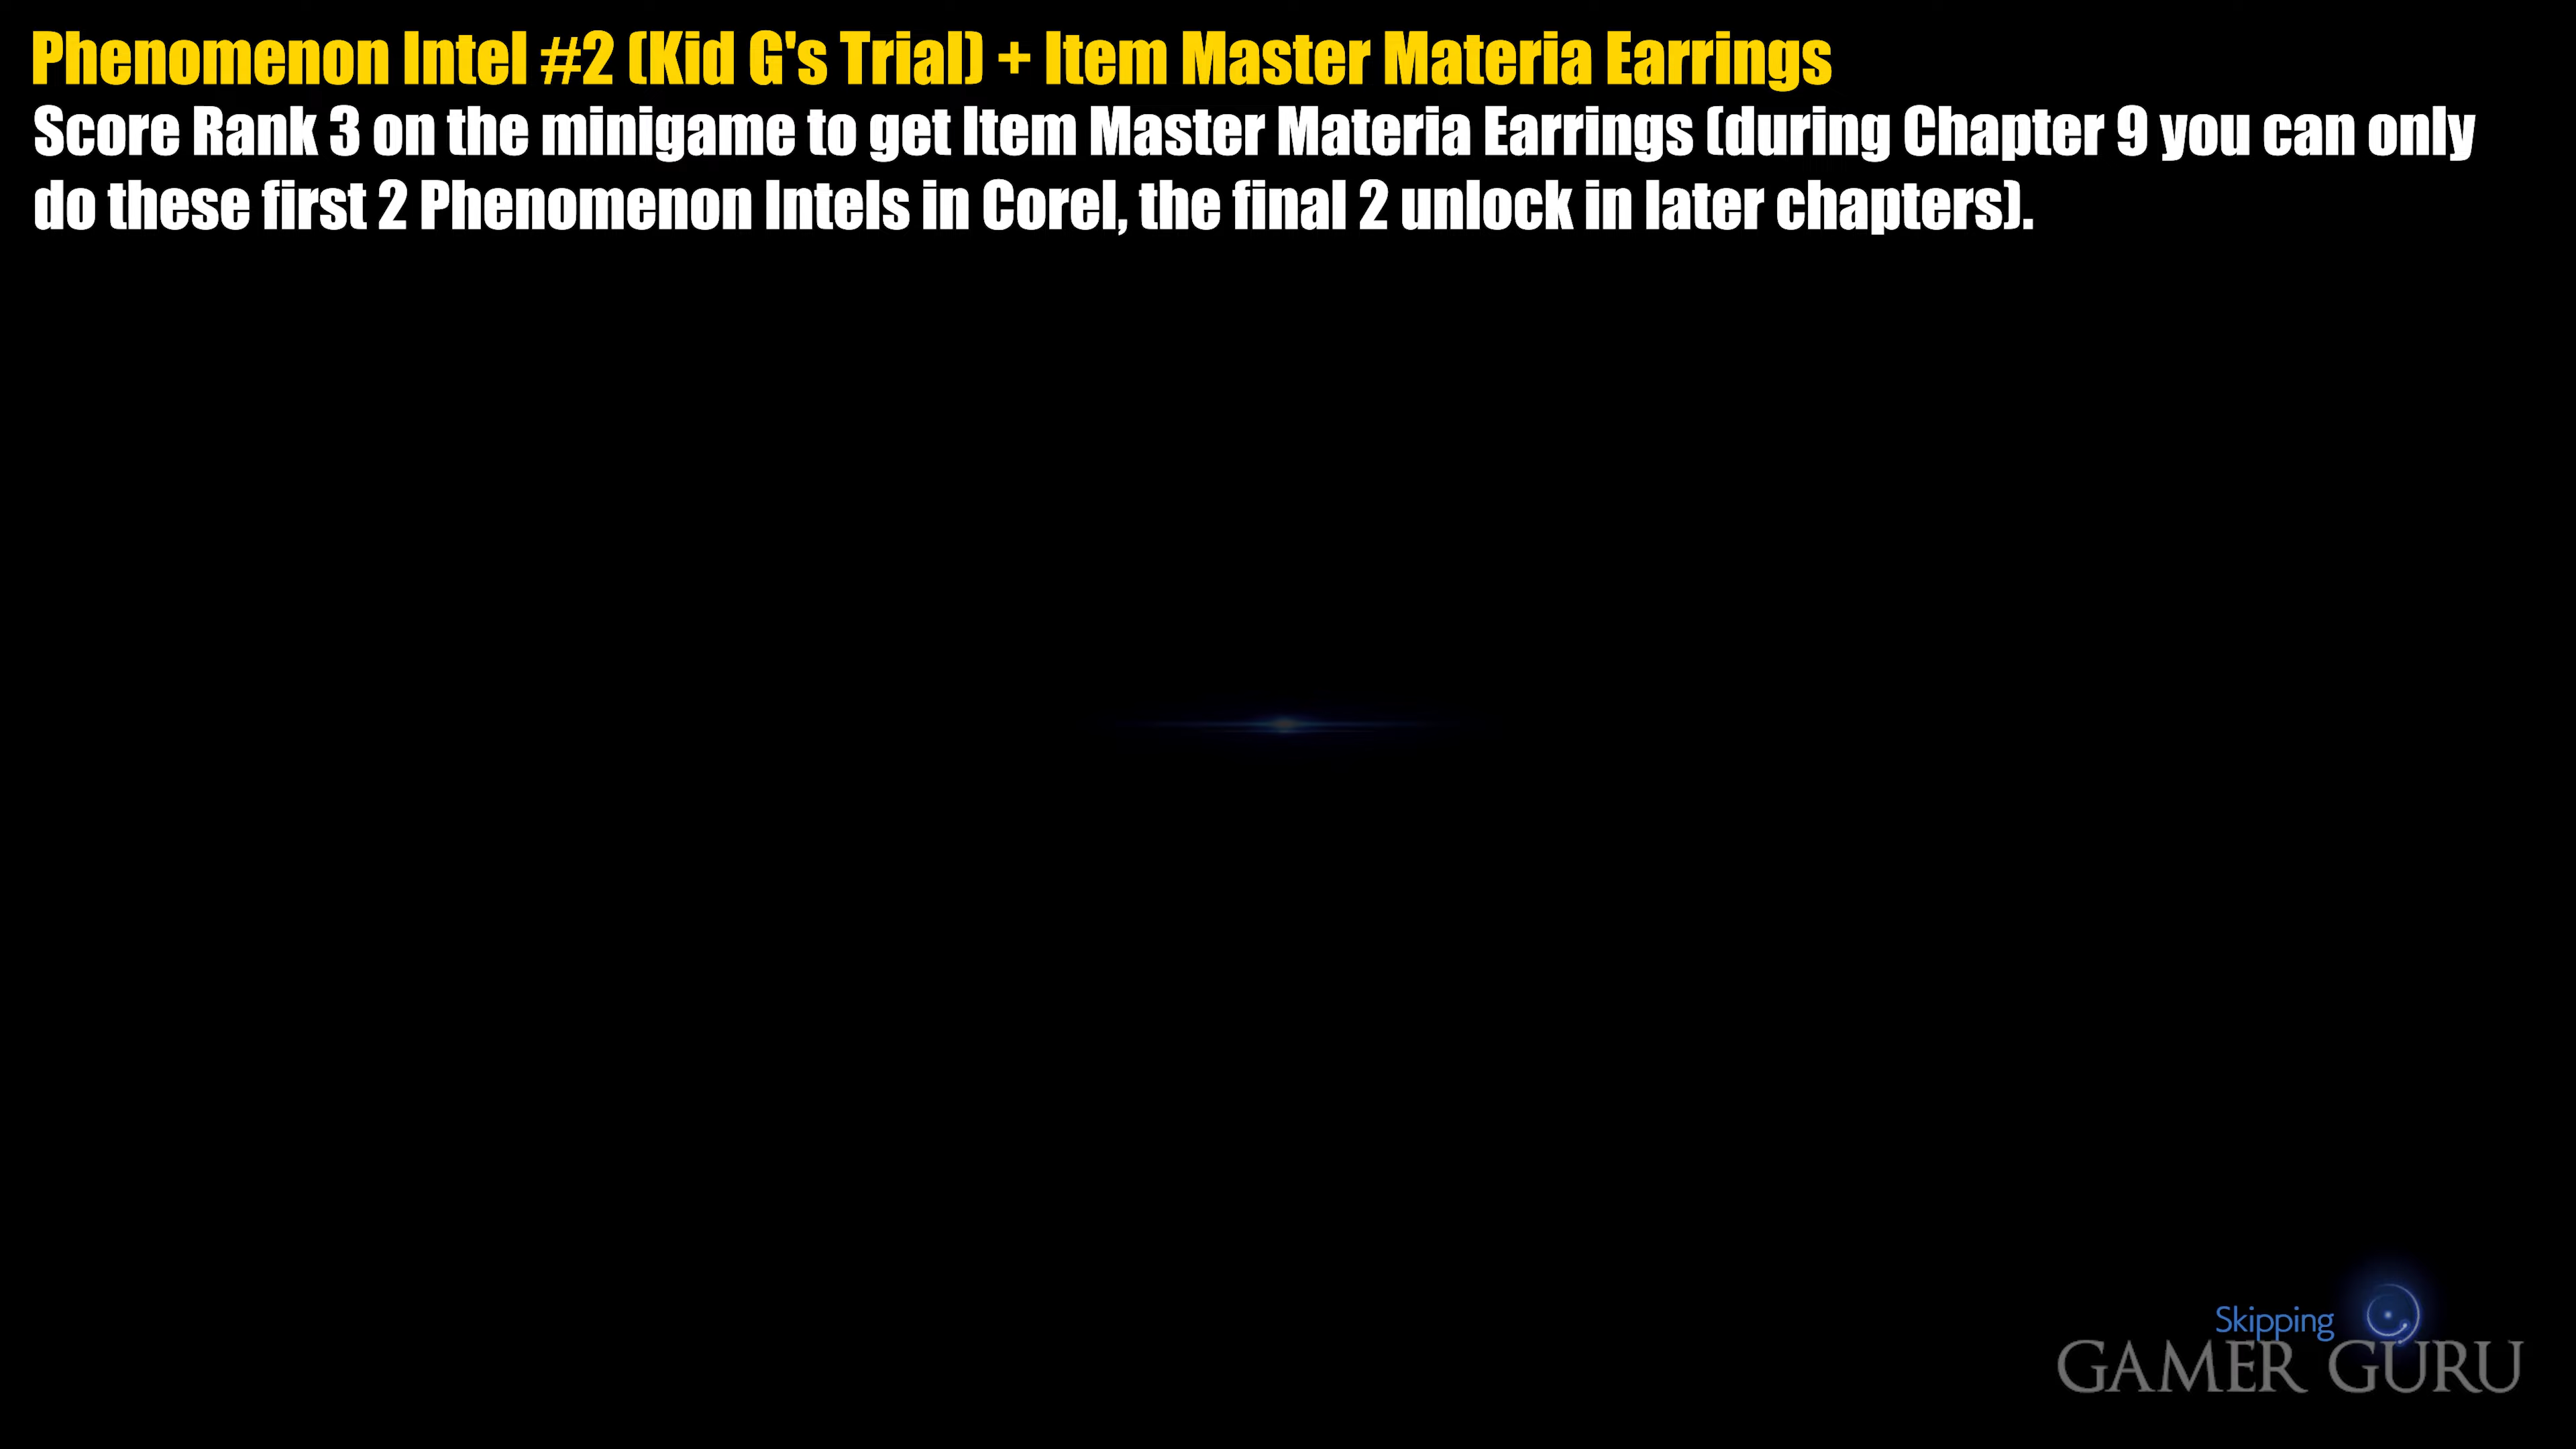 Phenomenon Intel #2 (Kid G's Trial) + Item Master Materia Earrings
Score Rank 3 on the minigame to get Item Master Materia Earrings (during Chapter 9 you can only
do these first 2 Phenomenon Intels in Corel, the final 2 unlock in later chapters).
Skipping
GAMER GURU